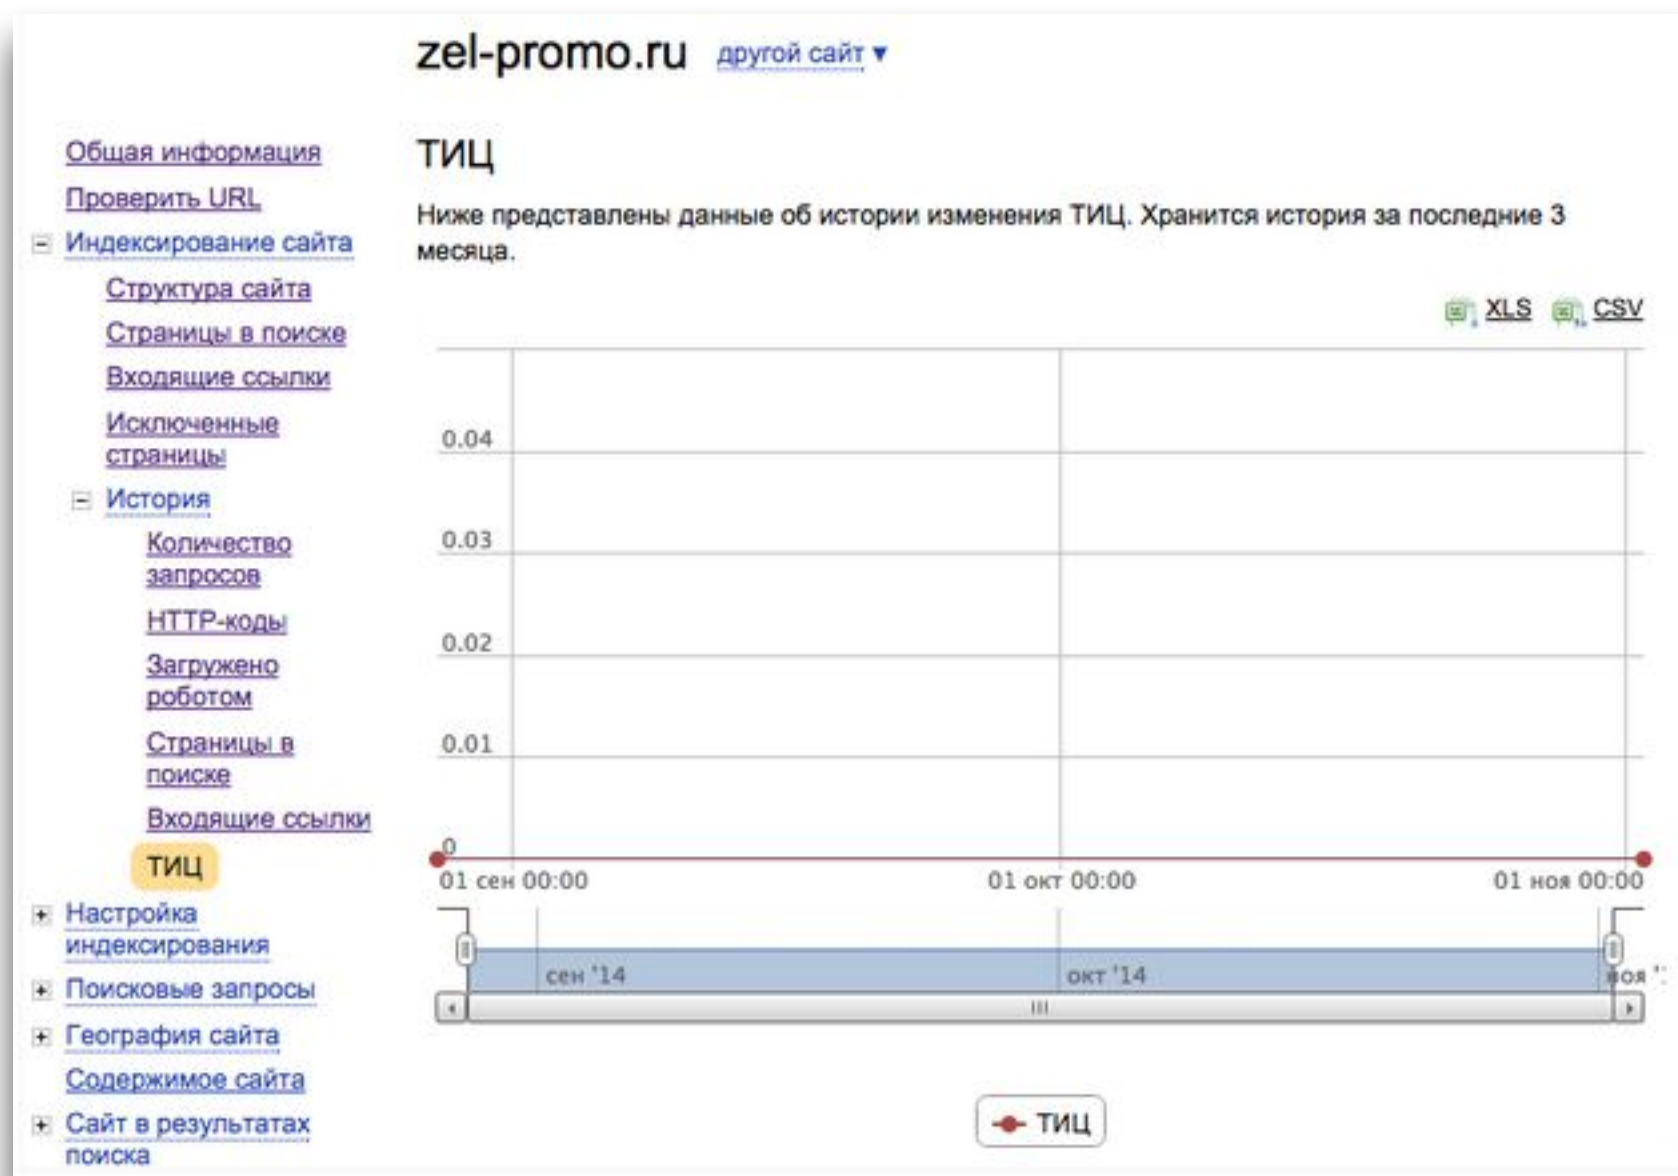 zel-promo.ru другой сайт ▼
Общая информация
Проверить URL
Индексирование сайта
Структура сайта
Страницы в поиске
Входящие ссылки
Исключенные
страницы
История
Количество
запросов
HTTP-коды
Загружено
роботом
Страницы в
поиске
Входящие ссылки
ТИЦ
Настройка
индексирования
Поисковые запросы
География сайта
Содержимое сайта
Сайт в результатах
поиска
ТИЦ
Ниже представлены данные об истории изменения ТИЦ. Хранится история за последние 3
месяца.
XLS CSV
0.04
0.03
0.02
0.01
0
01 сен 00:00 01 окт 00:00 01 ноя 00:00
сен '14 окт '14 ноя '
ТИЦ